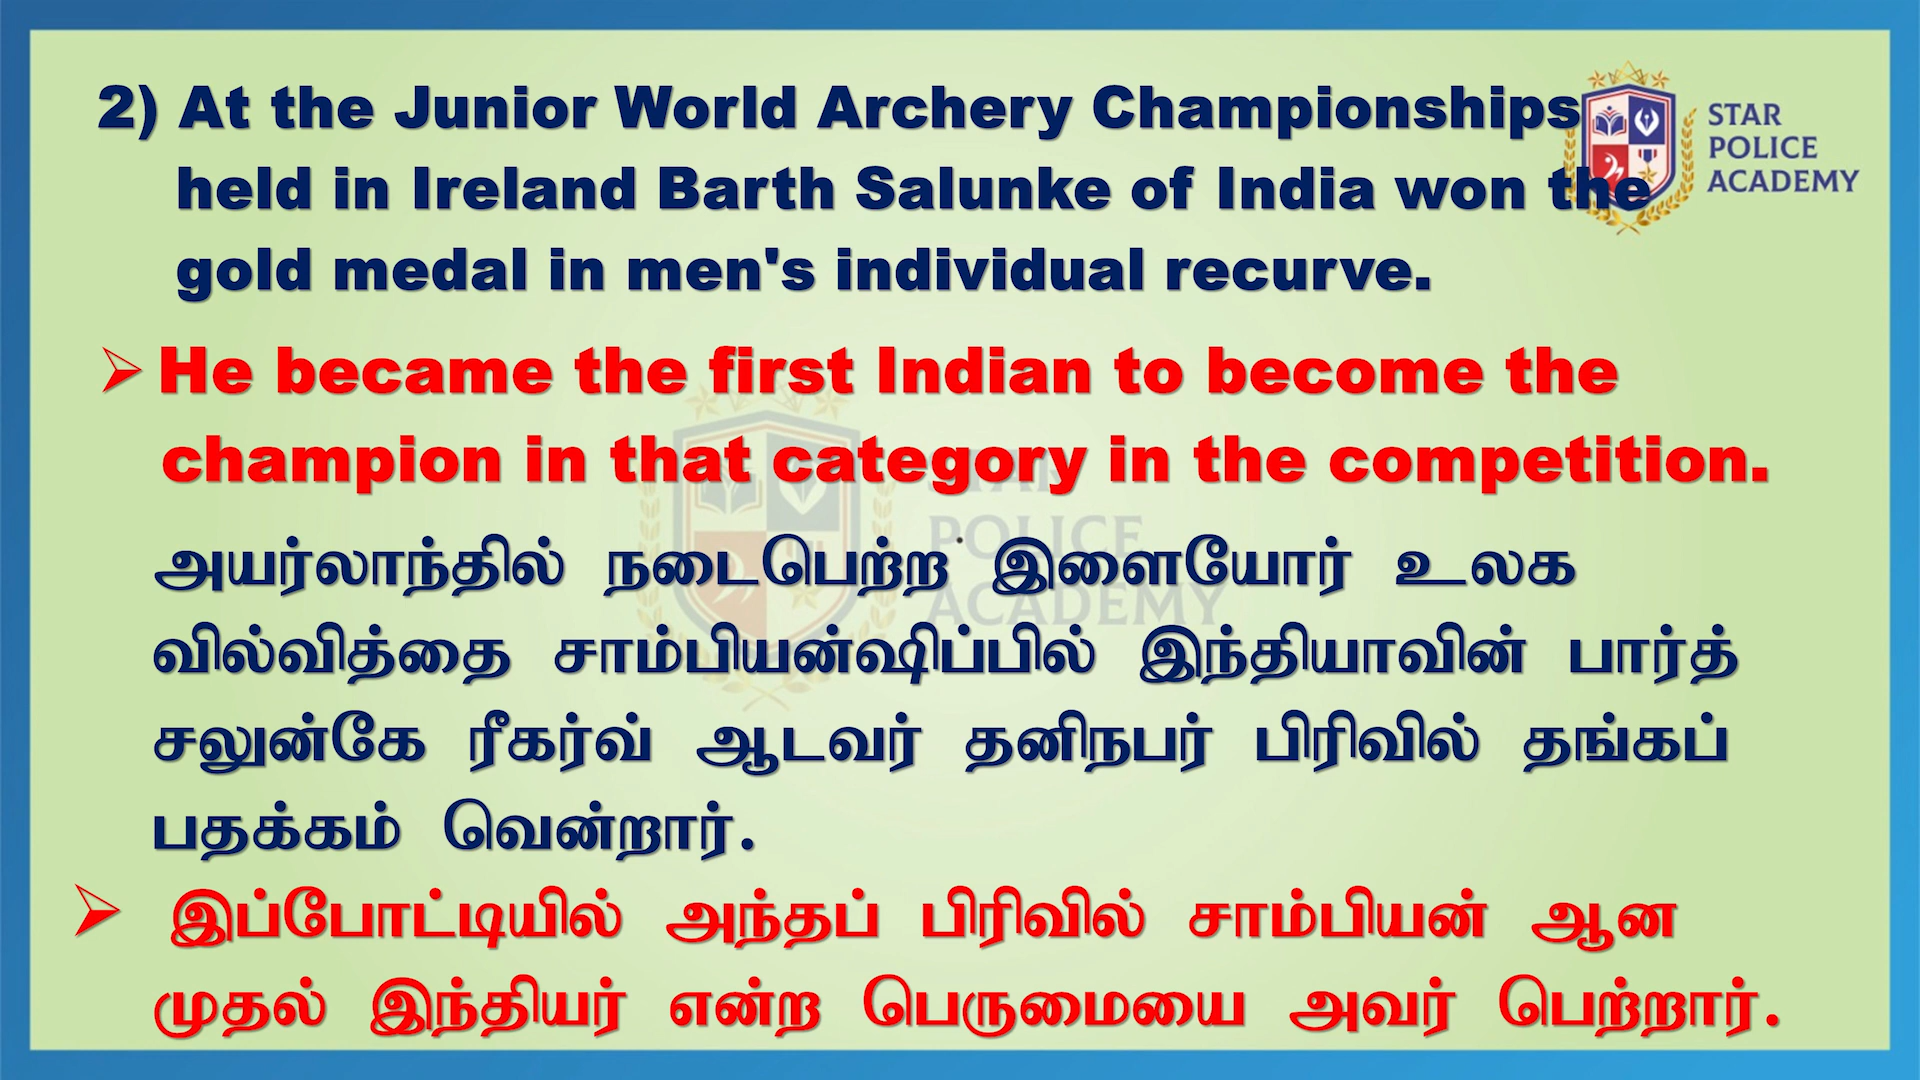 2) At the Junior World Archery Championships
held in Ireland Barth Salunke of India won the
gold medal in men's individual recurve.
STAR
POLICE
ACADEMY
➢ He became the first Indian to become the
champion in that category in the competition.
அயர்லாந்தில் நடைபெற்ற இளையோர் உலக
வில்வித்தை சாம்பியன்ஷிப்பில் இந்தியாவின் பார்த்
சலுன்கே ரீகர்வ் ஆடவர் தனிநபர் பிரிவில் தங்கப்
பதக்கம் வென்றார்.
➢ இப்போட்டியில் அந்தப் பிரிவில் சாம்பியன் ஆன
முதல் இந்தியர் என்ற பெருமையை அவர் பெற்றார்.
STAR
POLICE
ACADEMY